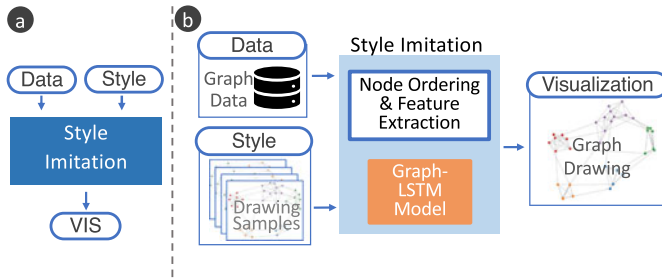 a
Data
Style
Style
Imitation
VIS
b
Data
Graph
Data
Style
Drawing
Samples
Style Imitation
Node Ordering
& Feature
Extraction
Graph-
LSTM
Model
Visualization
Graph
Drawing